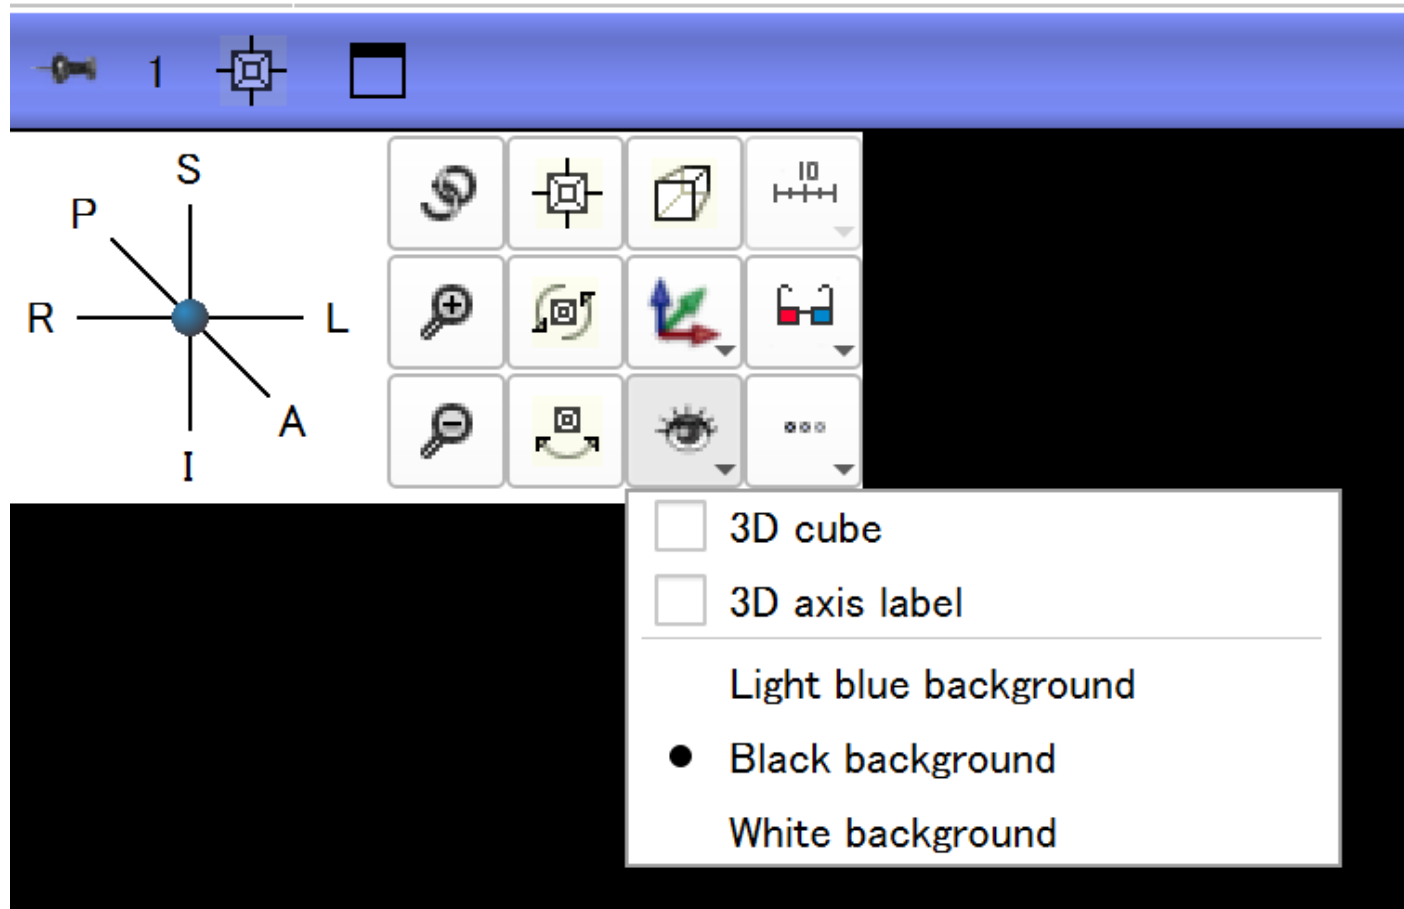 1
S
P
R
L
A
I
10
3D cube
3D axis label
Light blue background
Black background
White background